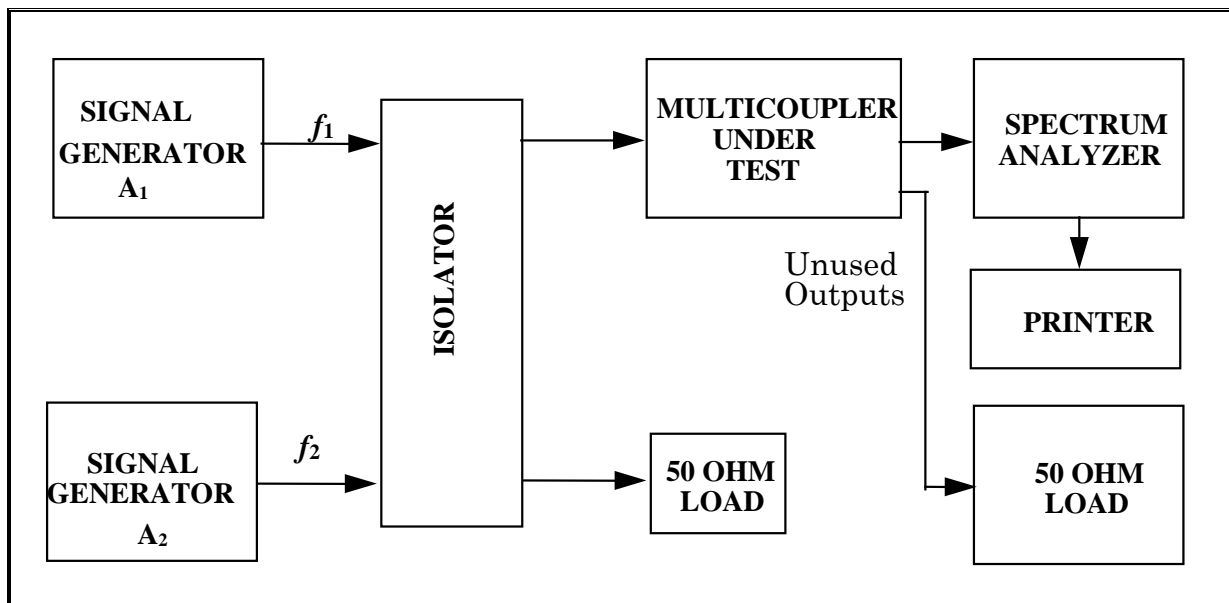 SIGNAL
GENERATOR
A1
f1
ISOLATOR
MULTICOUPLER
UNDER
TEST
SPECTRUM
ANALYZER
Unused
Outputs
PRINTER
SIGNAL
GENERATOR
A2
f2
50 OHM
LOAD
50 OHM
LOAD